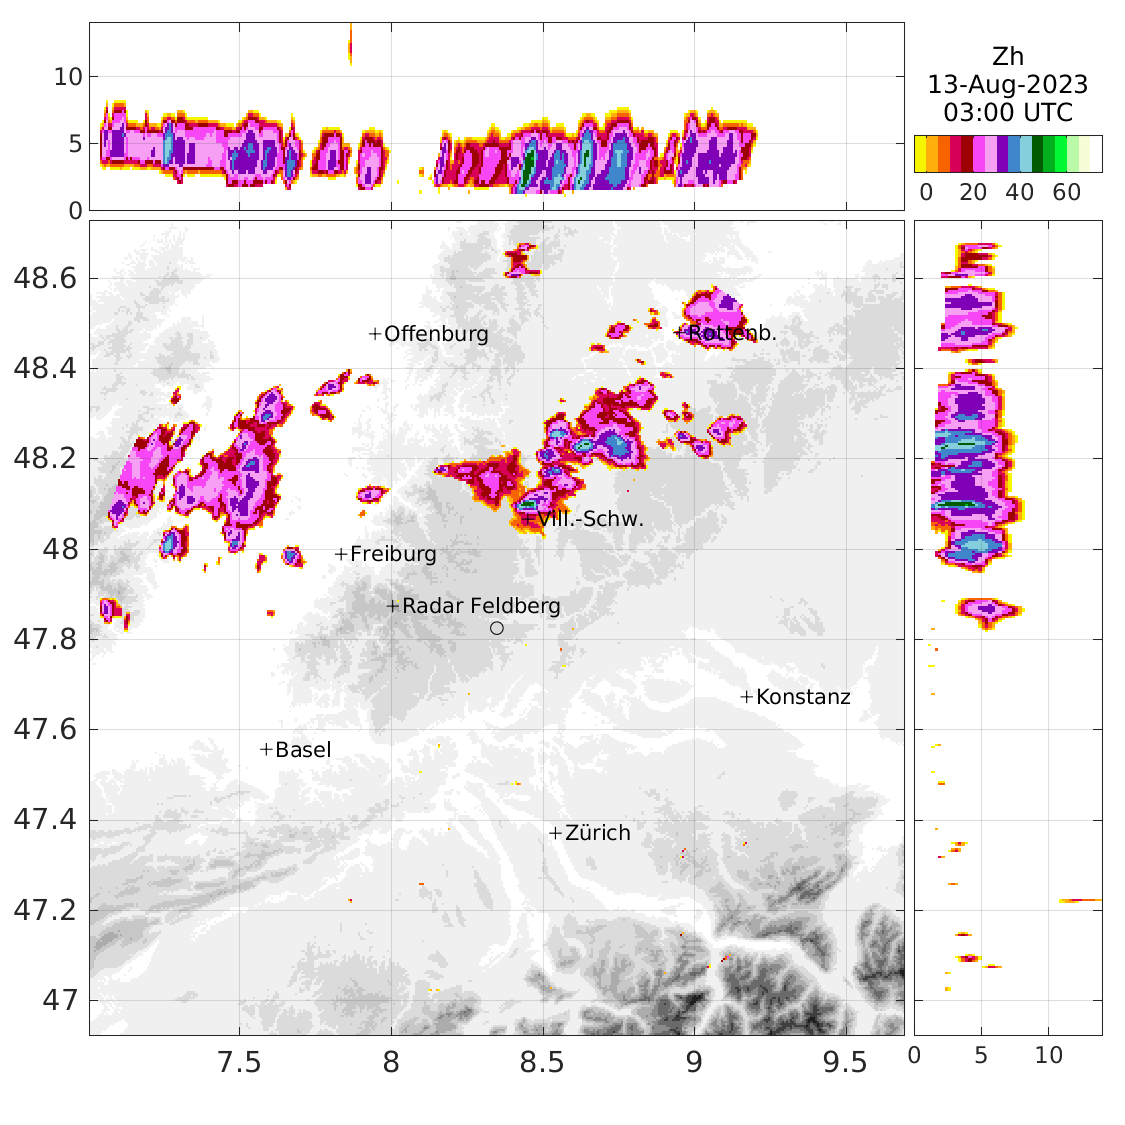 Zh
13-Aug-2023
03:00 UTC
0 20 40 60
10
5
0
48.6
48.4
48.2
48
47.8
47.6
47.4
47.2
47
Offenburg
Rottenb.
Vill.-Schw.
Freiburg
Radar Feldberg
Konstanz
Basel
Zürich
7.5 8 8.5 9 9.5
0 5 10